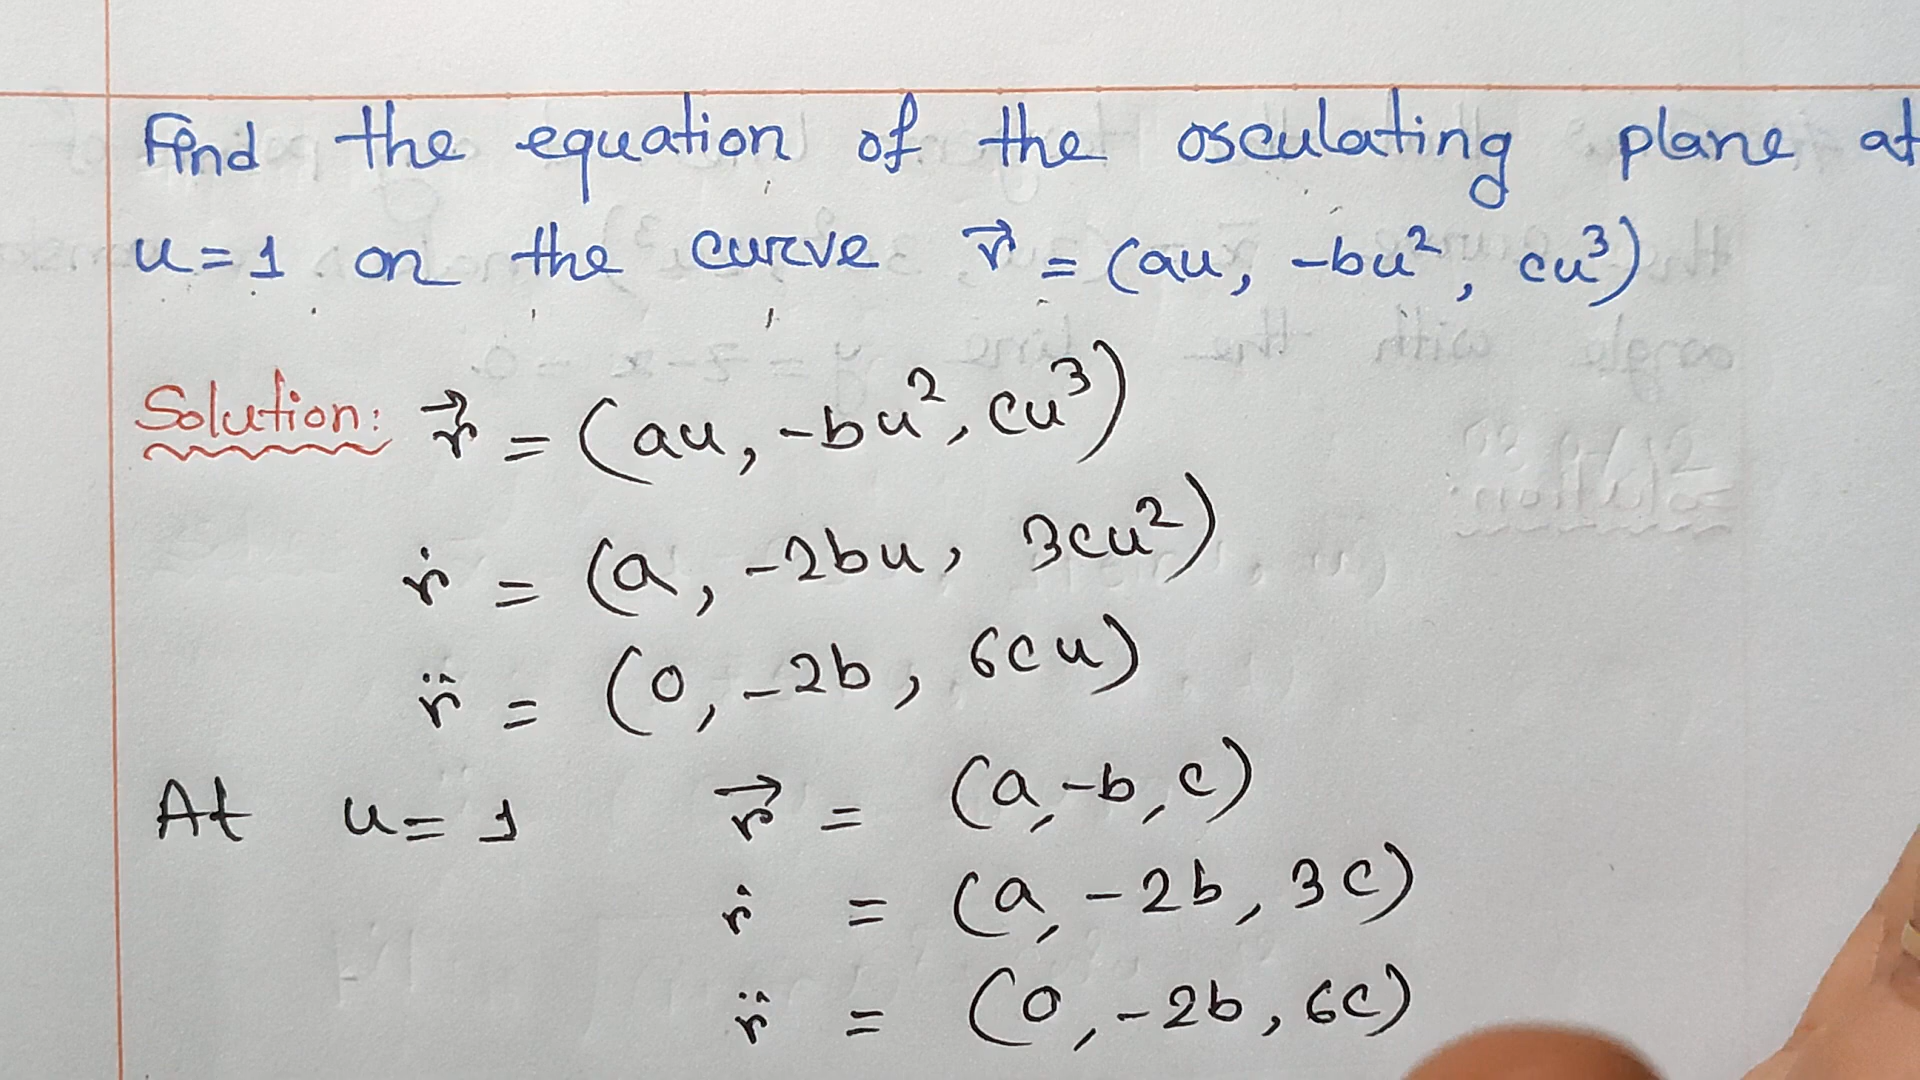 Find the equation of the osculating plane at
u = 1 on the curve r⃗ = (au, -bu², cu³)
Solution: r⃗ = (au, -bu², cu³)
ṙ = (a, -2bu, 3cu²)
r̈ = (0, -2b, 6cu)
At u = 1 r⃗ = (a, -b, c)
ṙ = (a, -2b, 3c)
r̈ = (0, -2b, 6c)